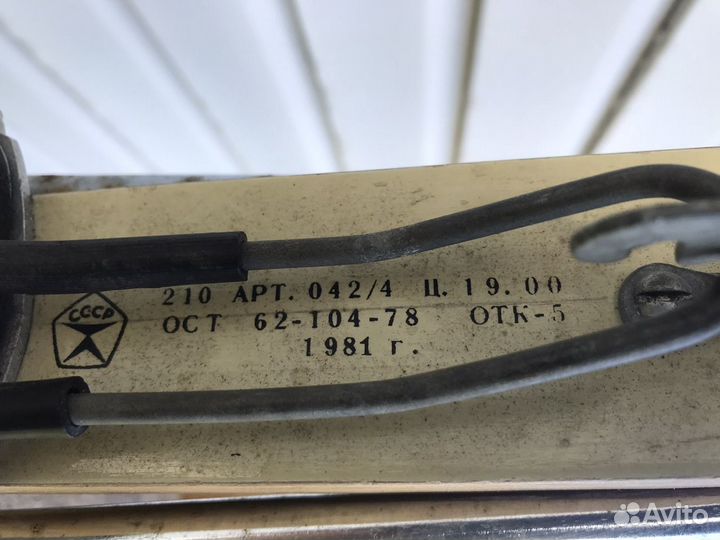 210 АРТ. 042/4 Ц. 19.00
СССР
ОСТ 62-104-78 ОТК-5
1981 г.
Avito